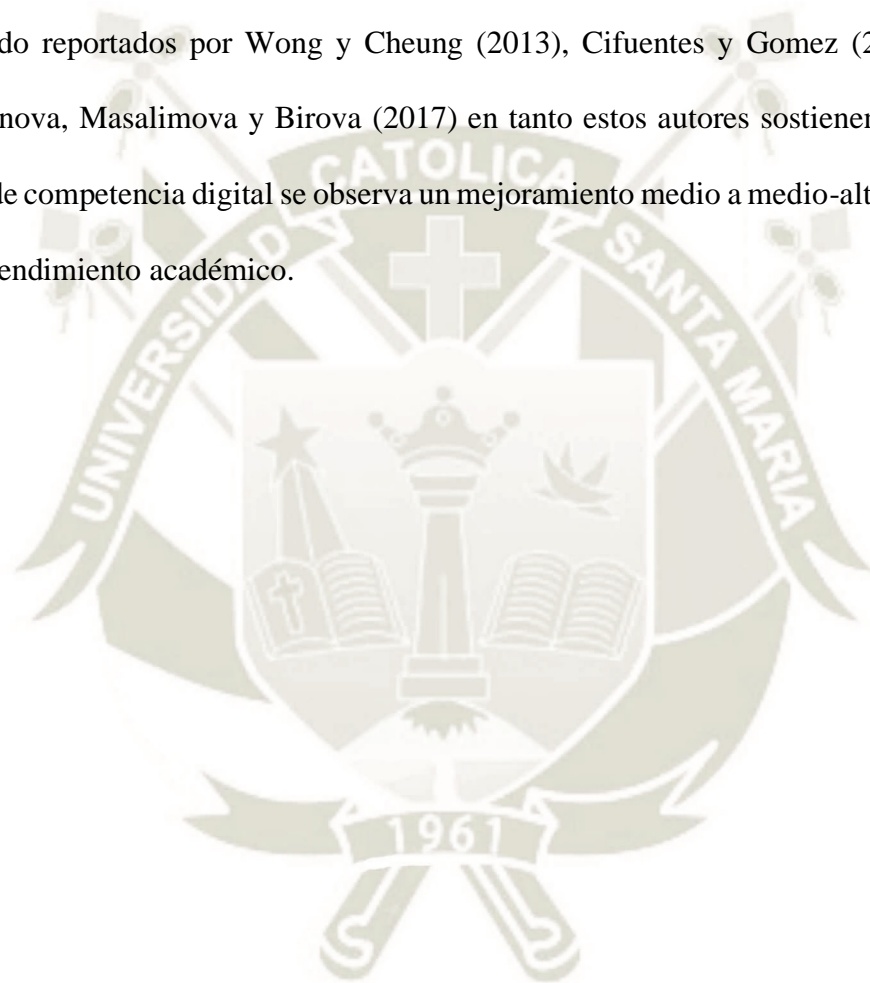 do reportados por Wong y Cheung (2013), Cifuentes y Gomez (2
nova, Masalimova y Birova (2017) en tanto estos autores sostienen
de competencia digital se observa un mejoramiento medio a medio-alt
endimiento académico.
UNIVERSIDAD CATOLICA SANTA MARIA
1961